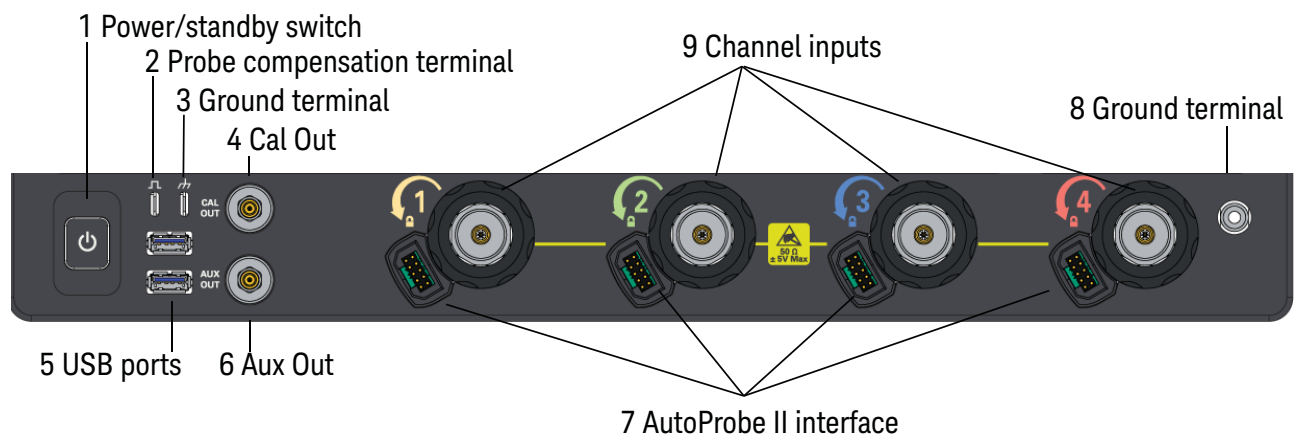 1 Power/standby switch
2 Probe compensation terminal
3 Ground terminal
4 Cal Out
9 Channel inputs
8 Ground terminal
CAL
OUT
AUX
OUT
1
2
3
4
50 Ω
± 5V Max
5 USB ports
6 Aux Out
7 AutoProbe II interface